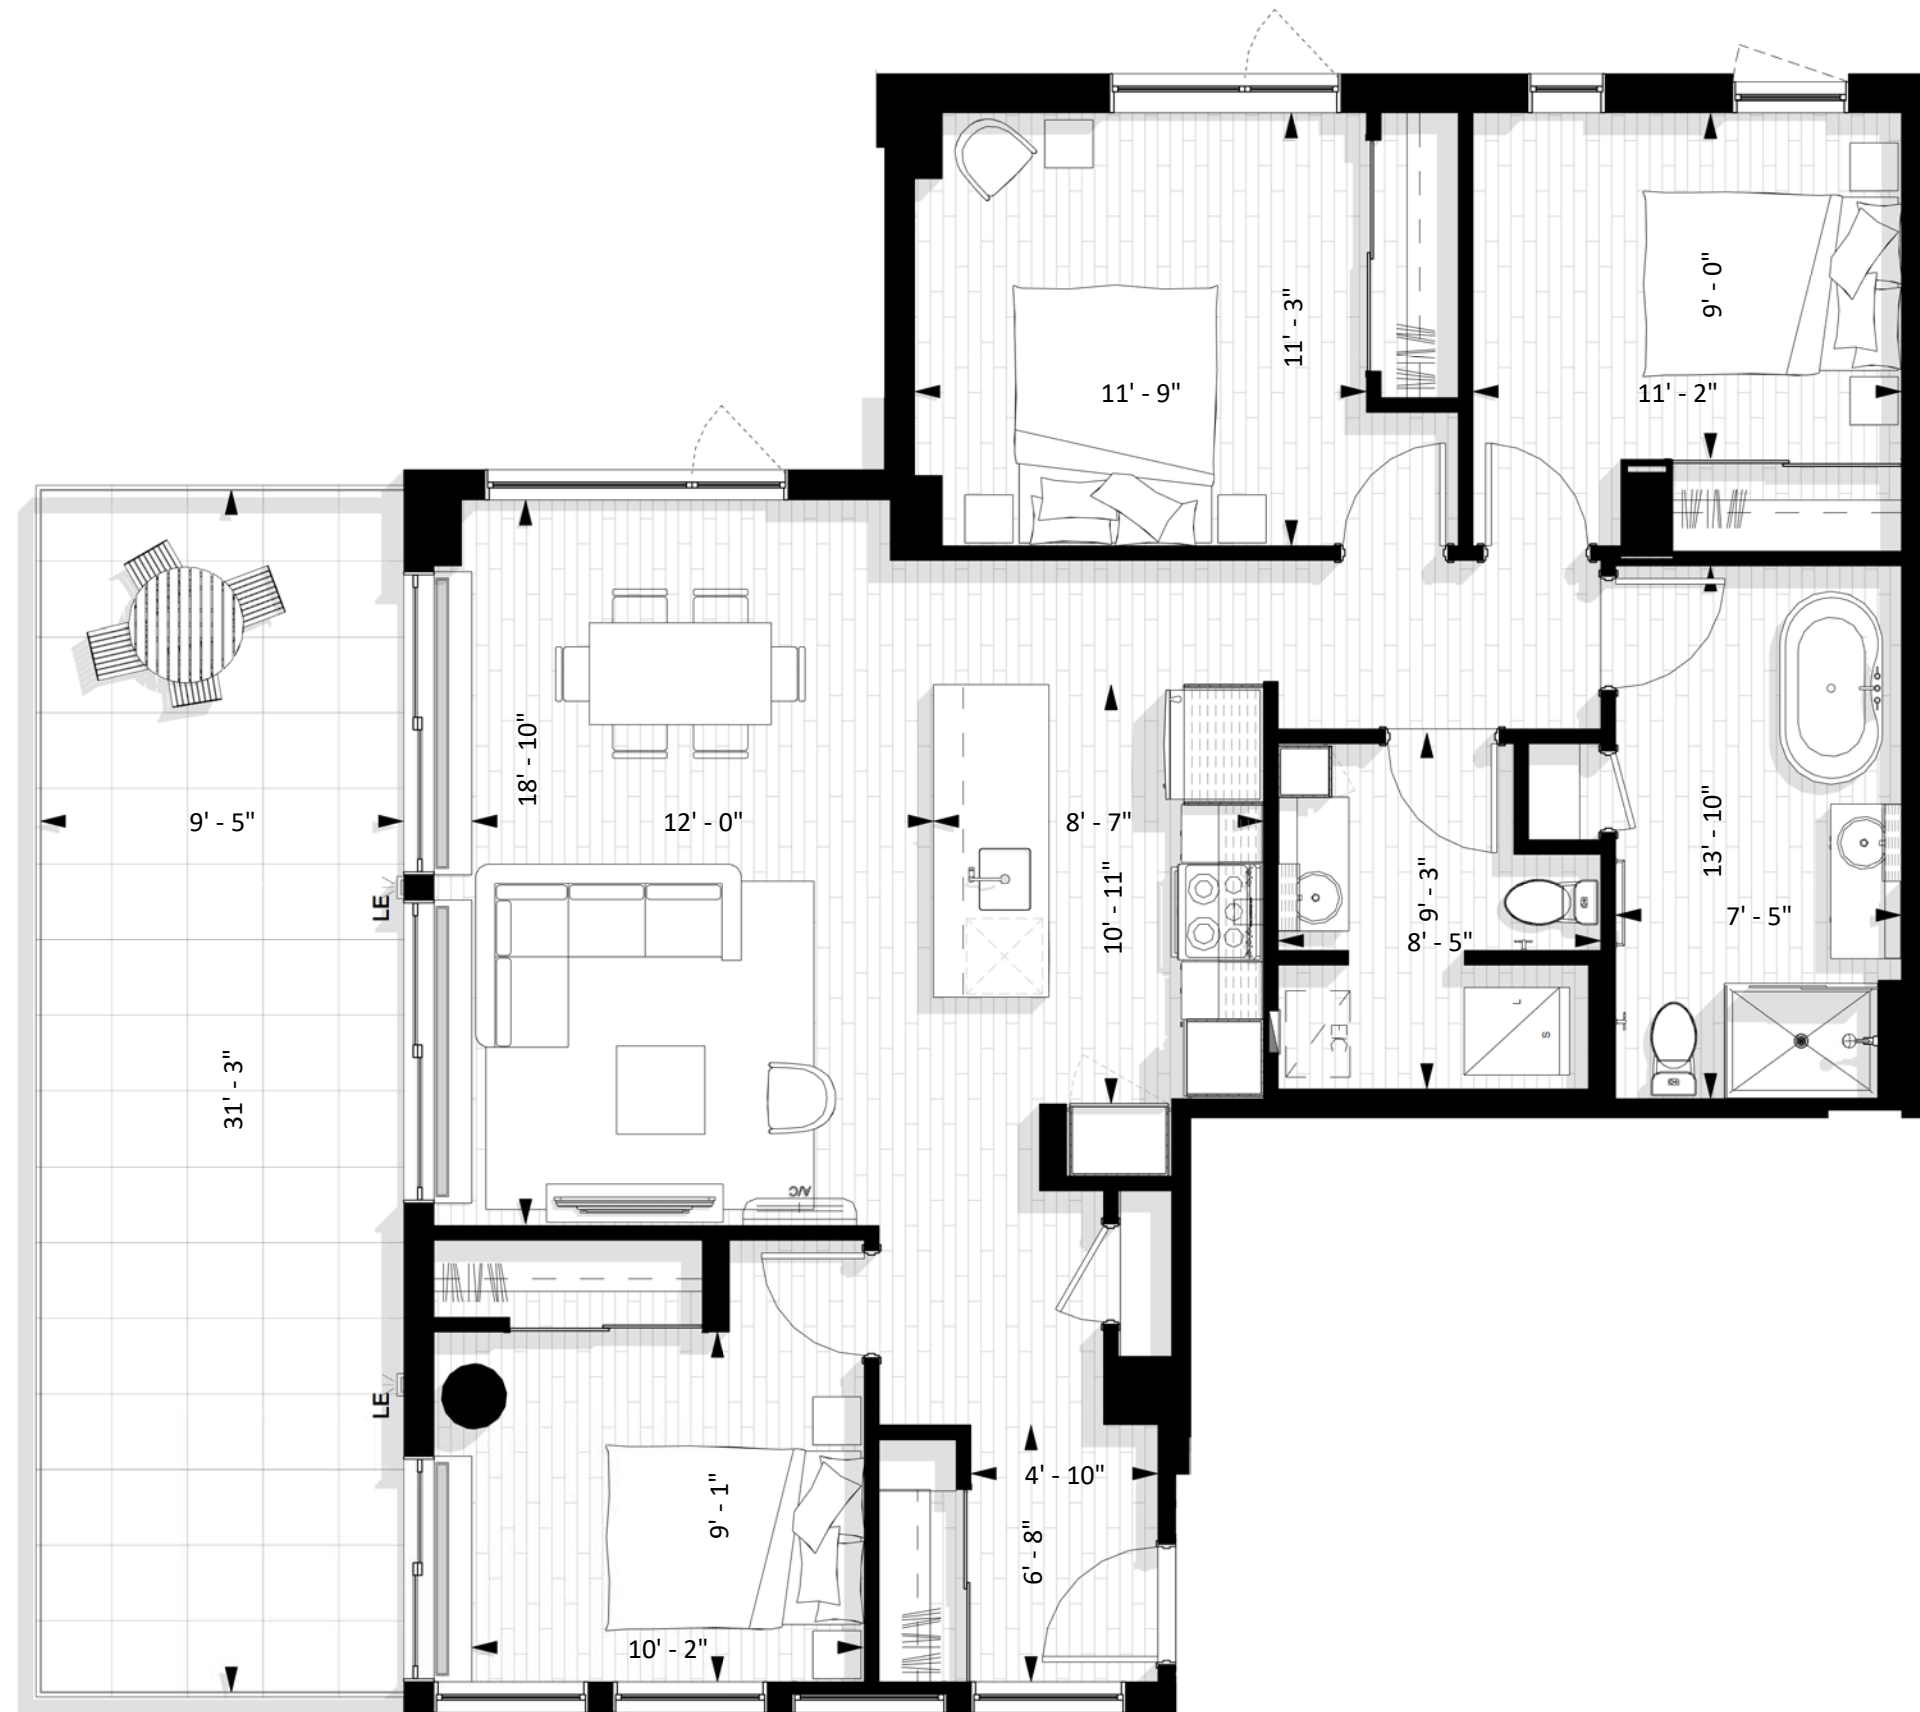 11' - 3"
9' - 0"
11' - 9"
11' - 2"
18' - 10"
9' - 5"
12' - 0"
8' - 7"
13' - 10"
10' - 11"
9' - 3"
LE
7' - 5"
8' - 5"
L
S
EC
31' - 3"
A/C
LE
4' - 10"
9' - 1"
6' - 8"
10' - 2"